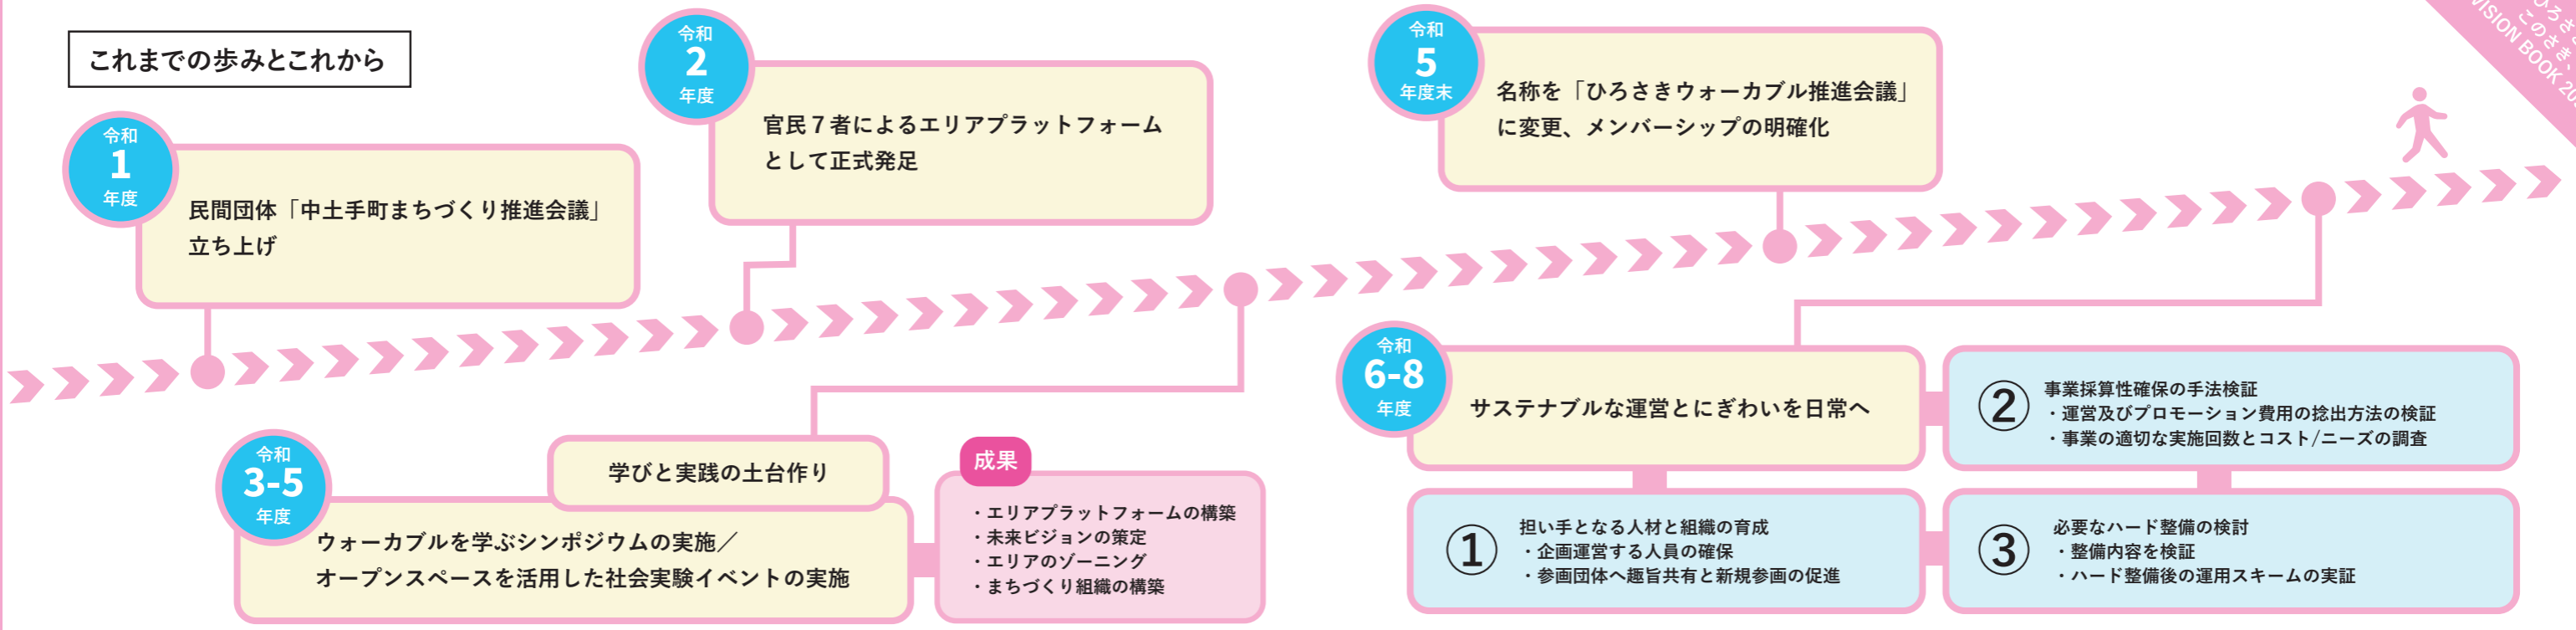 これまでの歩みとこれから
令和
1
年度
民間団体「中土手町まちづくり推進会議」
立ち上げ
令和
2
年度
官民7者によるエリアプラットフォーム
として正式発足
令和
3-5
年度
学びと実践の土台作り
ウォーカブルを学ぶシンポジウムの実施／
オープンスペースを活用した社会実験イベントの実施
成果
・エリアプラットフォームの構築
・未来ビジョンの策定
・エリアのゾーニング
・まちづくり組織の構築
令和
5
年度末
名称を「ひろさきウォーカブル推進会議」
に変更、メンバーシップの明確化
令和
6-8
年度
サステナブルな運営とにぎわいを日常へ
①
担い手となる人材と組織の育成
・企画運営する人員の確保
・参画団体へ趣旨共有と新規参画の促進
②
事業採算性確保の手法検証
・運営及びプロモーション費用の捻出方法の検証
・事業の適切な実施回数とコスト/ニーズの調査
③
必要なハード整備の検討
・整備内容を検証
・ハード整備後の運用スキームの実証
ひろさき
このさき、
VISION BOOK